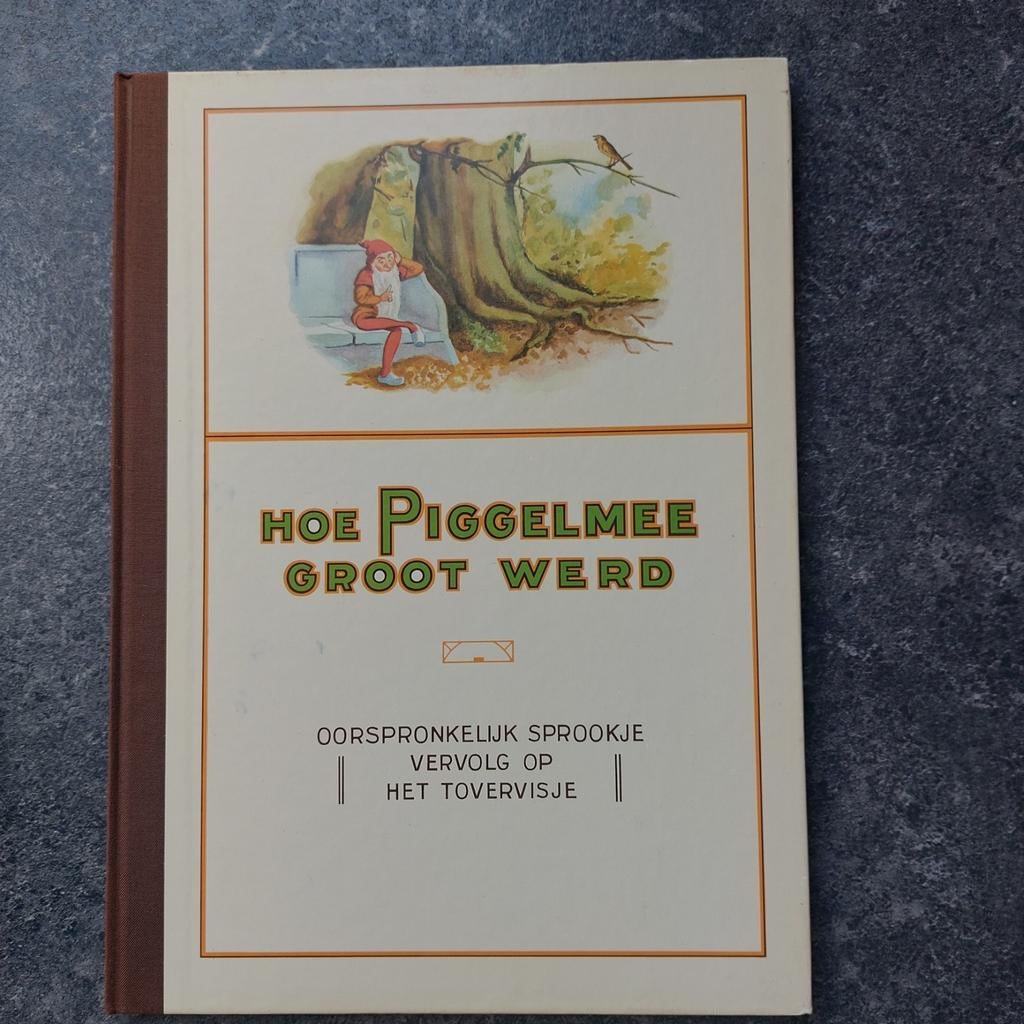 HOE PIGGELMEE
GROOT WERD
OORSPRONKELIJK SPROOKJE
VERVOLG OP
HET TOVERVISJE